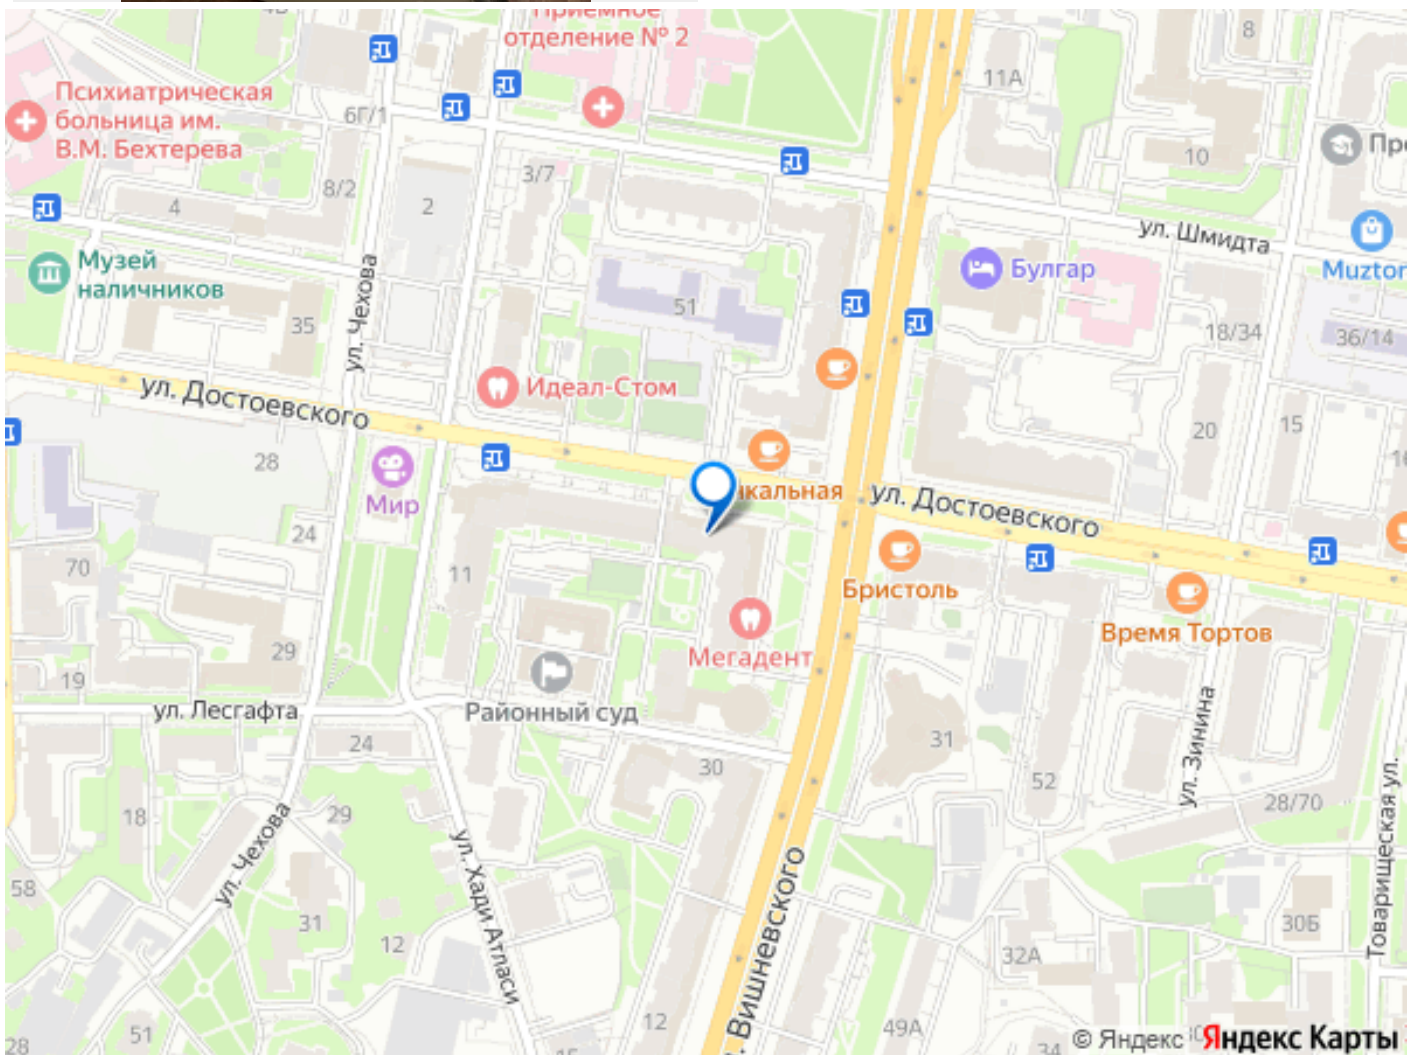 Приемное
отделение № 2
8
11А
Психиатрическая
больница им.
В.М. Бехтерева
6Г/1
10
3/7
8/2
4
2
ул. Шмидта
Музей
наличников
Булгар
Muztor
ул. Чехова
51
35
18/34
36/14
Идеал-Стом
ул. Достоевского
15
20
28
Мир
ул. Достоевского
24
70
11
Бристоль
Время Тортов
Мегадент
29
19
ул. Лесгафта
Районный суд
24
30
31
52
ул. Зинина
28/70
18
29
ул. Чехова
ул. Хади Атласи
Товарищеская ул.
58
31
12
Вишневского
30Б
32А
12
49А
51
28
34
© Яндекс
Яндекс Карты